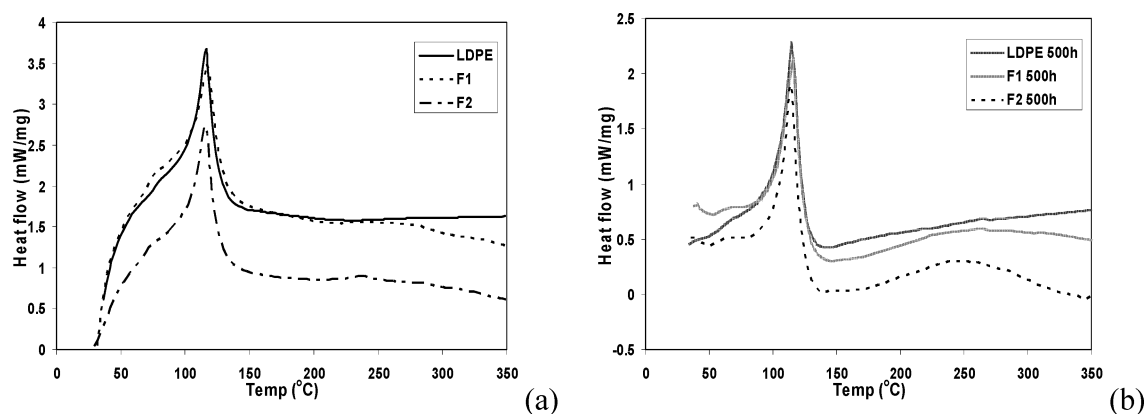 4
3.5
3
2.5
2
1.5
1
0.5
0
Heat flow (mW/mg)
LDPE
F1
F2
0 50 100 150 200 250 300 350
Temp (°C)
(a)
2.5
2
1.5
1
0.5
0
-0.5
Heat flow (mW/mg)
LDPE 500h
F1 500h
F2 500h
0 50 100 150 200 250 300 350
Temp (°C)
(b)